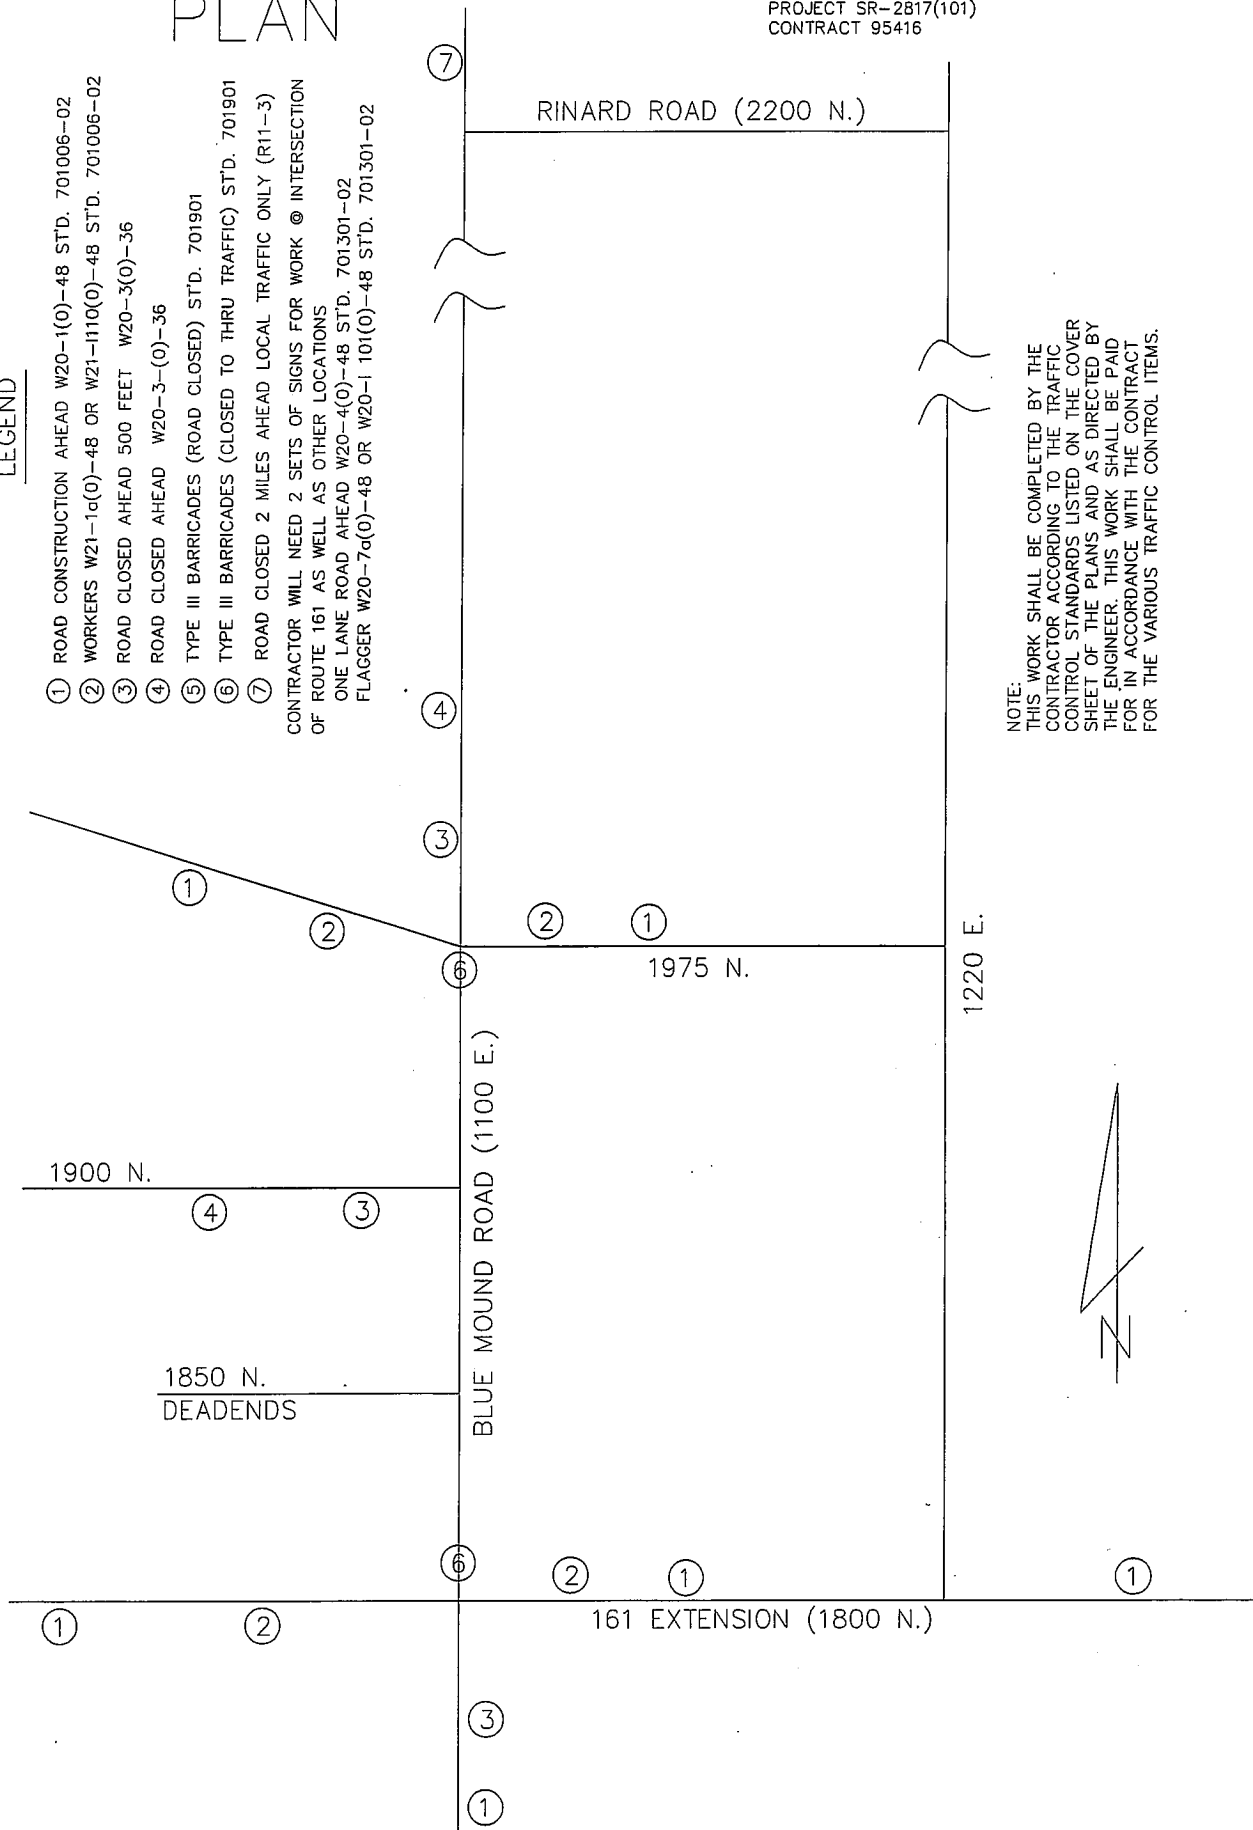 PLAN
PROJECT SR-2817(101)
CONTRACT 95416
LEGEND
① ROAD CONSTRUCTION AHEAD W20-1(0)-48 ST'D. 701006-02
② WORKERS W21-1a(0)-48 OR W21-I110(0)-48 ST'D. 701006-02
③ ROAD CLOSED AHEAD 500 FEET W20-3(0)-36
④ ROAD CLOSED AHEAD W20-3-(0)-36
⑤ TYPE III BARRICADES (ROAD CLOSED) ST'D. 701901
⑥ TYPE III BARRICADES (CLOSED TO THRU TRAFFIC) ST'D. 701901
⑦ ROAD CLOSED 2 MILES AHEAD LOCAL TRAFFIC ONLY (R11-3)
CONTRACTOR WILL NEED 2 SETS OF SIGNS FOR WORK @ INTERSECTION
OF ROUTE 161 AS WELL AS OTHER LOCATIONS
ONE LANE ROAD AHEAD W20-4(0)-48 ST'D. 701301-02
FLAGGER W20-7a(0)-48 OR W20-I 101(0)-48 ST'D. 701301-02
⑦
RINARD ROAD (2200 N.)
④
③
①
②
② ①
⑥
1975 N.
1220 E.
BLUE MOUND ROAD (1100 E.)
1900 N.
④ ③
1850 N.
DEADENDS
⑥
② ① ①
① ②
161 EXTENSION (1800 N.)
③
①
N
NOTE:
THIS WORK SHALL BE COMPLETED BY THE
CONTRACTOR ACCORDING TO THE TRAFFIC
CONTROL STANDARDS LISTED ON THE COVER
SHEET OF THE PLANS AND AS DIRECTED BY
THE ENGINEER. THIS WORK SHALL BE PAID
FOR IN ACCORDANCE WITH THE CONTRACT
FOR THE VARIOUS TRAFFIC CONTROL ITEMS.